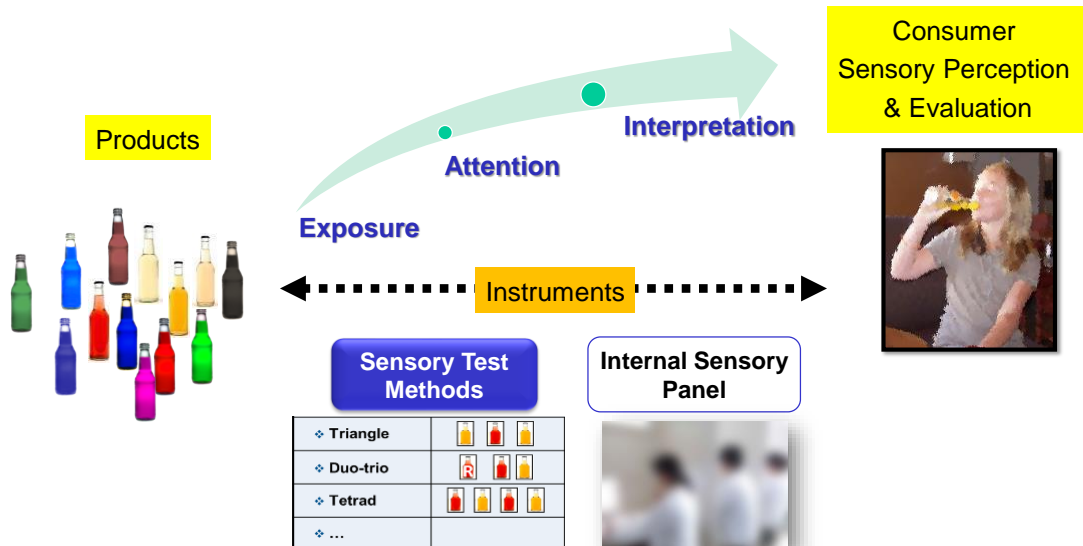 Consumer
Sensory Perception
& Evaluation
Products
Interpretation
Attention
Exposure
Instruments
Sensory Test
Methods
Internal Sensory
Panel
❖ Triangle
❖ Duo-trio
R
❖ Tetrad
❖ ...